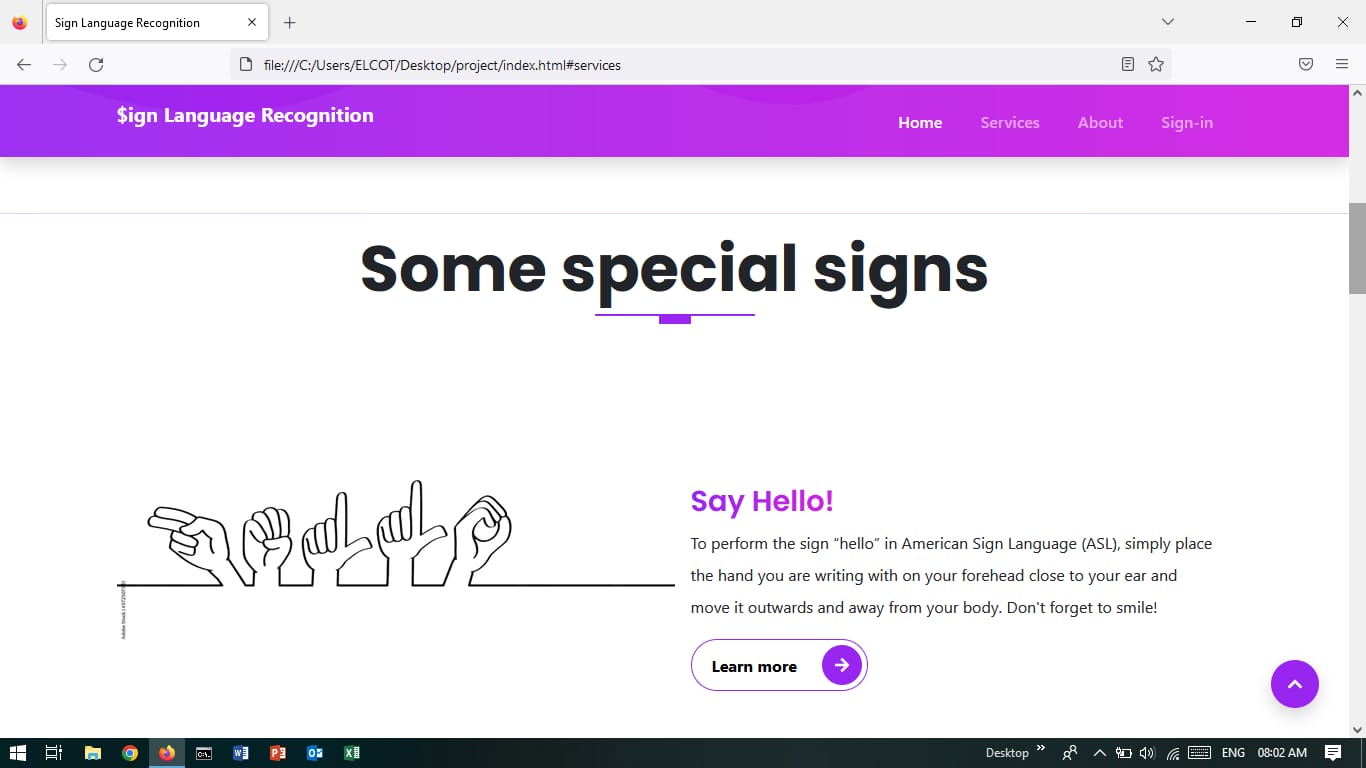 Sign Language Recognition
file:///C:/Users/ELCOT/Desktop/project/index.html#services
$ign Language Recognition
Home Services About Sign-in
Some special signs
Say Hello!
To perform the sign “hello” in American Sign Language (ASL), simply place
the hand you are writing with on your forehead close to your ear and
move it outwards and away from your body. Don't forget to smile!
Learn more
Desktop
ENG
08:02 AM